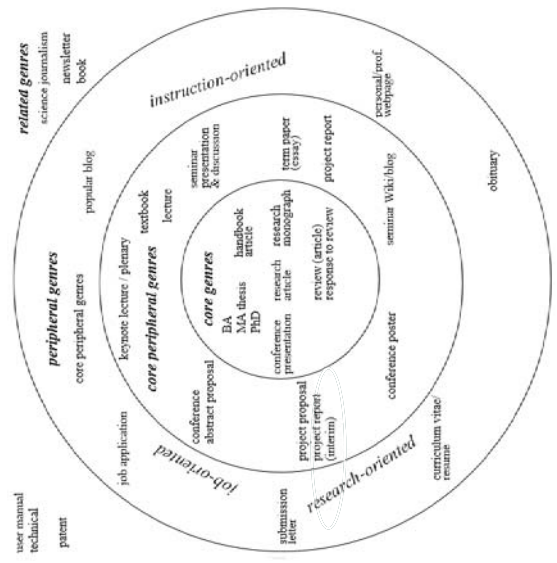 user manual
technical
patent
related genres
science journalism
newsletter
book
peripheral genres
core peripheral genres
popular blog
job application
keynote lecture / plenary
core peripheral genres
textbook
lecture
job-oriented
instruction-oriented
conference
abstract proposal
seminar
presentation
& discussion
core genres
BA
MA thesis
PhD
handbook
article
conference
presentation
research
article
research
monograph
review (article)
response to review
term paper
(essay)
project report
submission
letter
project proposal
project report
(interim)
research-oriented
conference poster
seminar Wiki/blog
personal/prof.
webpage
curriculum vitae/
resumé
obituary